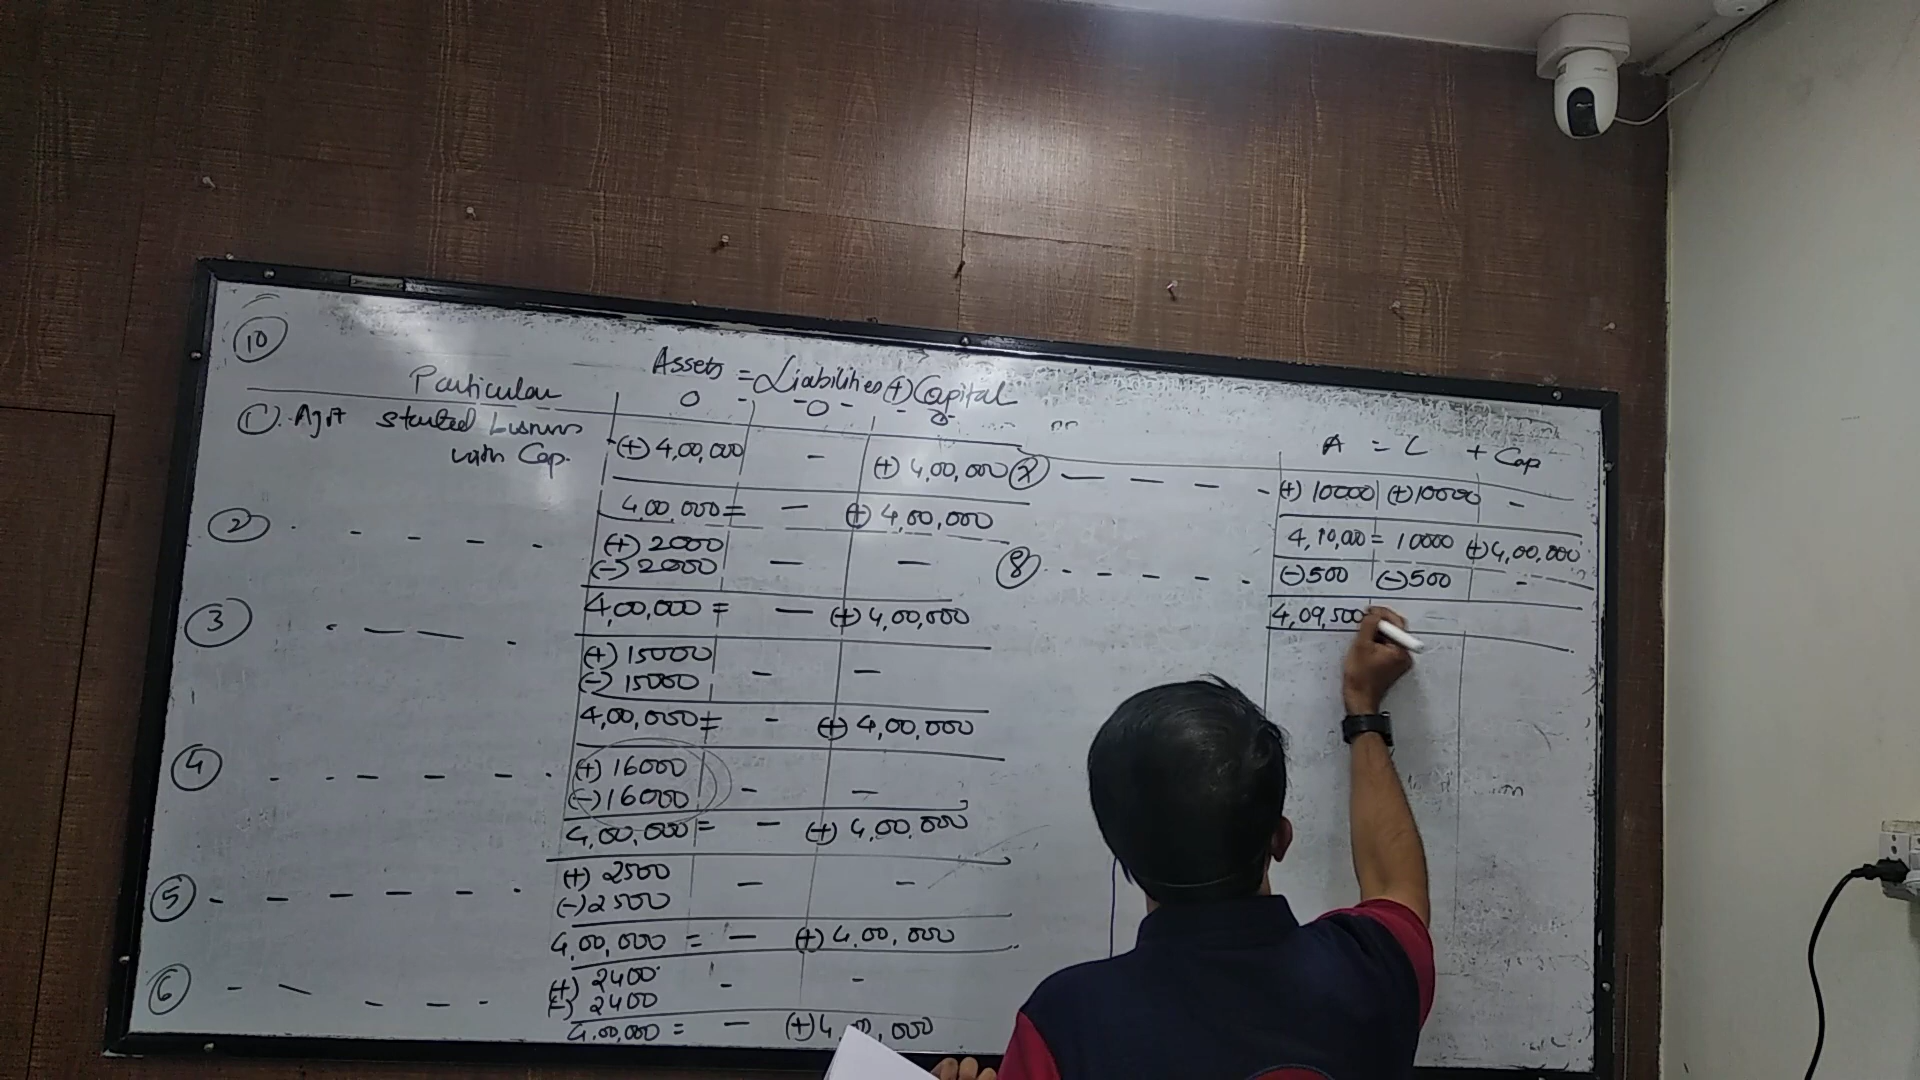 10
Particular Assets = Liabilities (+) Capital
0 - 0 - - 0
1. Ajit started business (+) 4,00,000 - (+) 4,00,000
with Cap.
4,00,000 = - (+) 4,00,000
2 - - - - (+) 2000
(-) 2000 - -
4,00,000 = - (+) 4,00,000
3 - - - (+) 15000
(-) 15000 - -
4,00,000 = - (+) 4,00,000
4 - - - - - (+) 16000
(-) 16000 - -
4,00,000 = - (+) 4,00,000
5 - - - - - (+) 2500 - -
(-) 2500
4,00,000 = - (+) 4,00,000
6 - - - - (+) 2400 - -
(-) 2400
4,00,000 = - (+) 4,00,000
A = L + Cap
- - - - - (+) 10000 (+) 10000 -
4,10,000 = 10000 (+) 4,00,000
8 - - - - - (-) 500 (-) 500 -
4,09,500